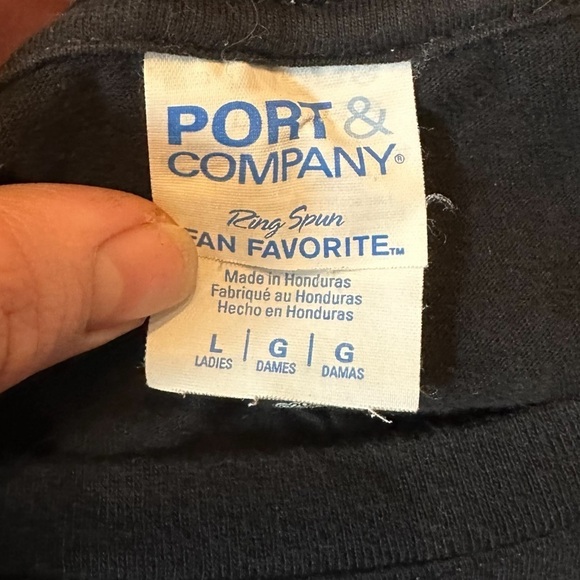 PORT &
COMPANY®
Ring Spun
FAN FAVORITE™
Made in Honduras
Fabriqué au Honduras
Hecho en Honduras
L | G | G
LADIES DAMES DAMAS